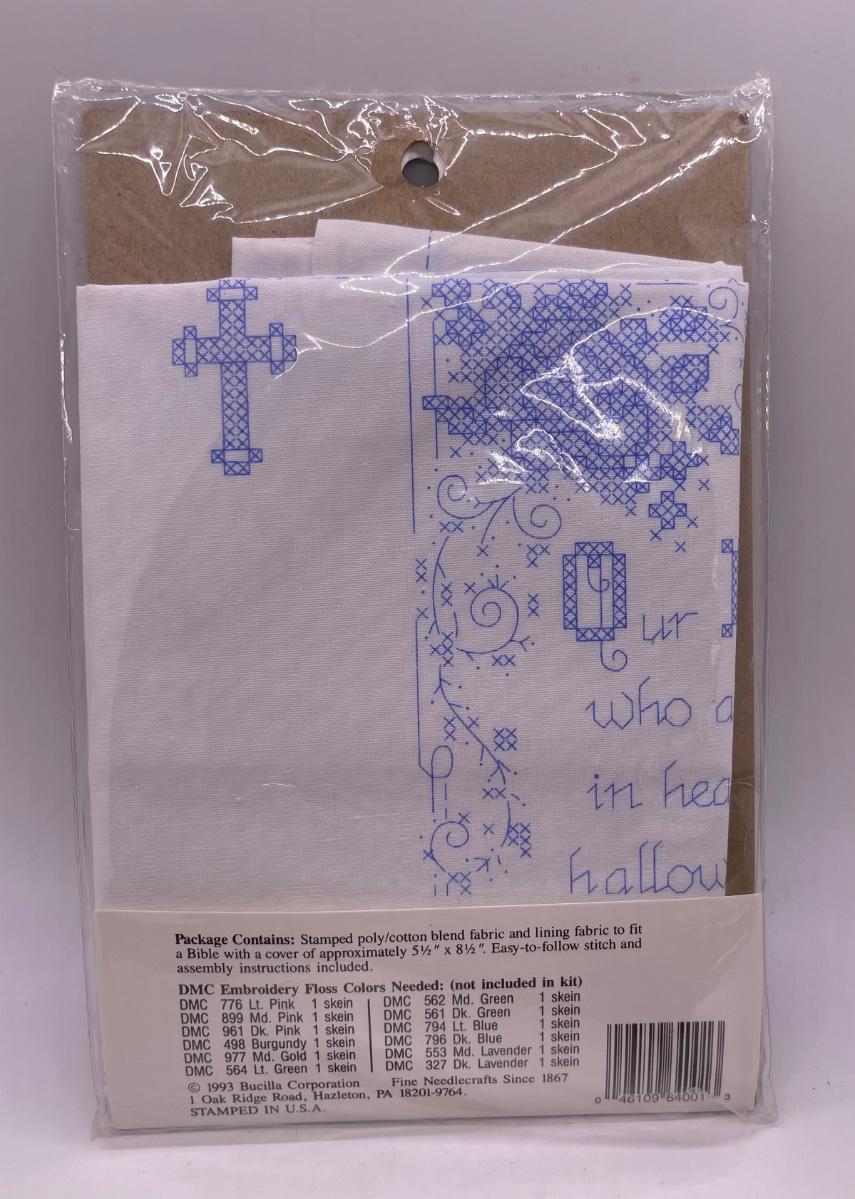 ur
who a
in hea
hallow
Package Contains: Stamped poly/cotton blend fabric and lining fabric to fit
a Bible with a cover of approximately 5½" x 8½". Easy-to-follow stitch and
assembly instructions included.
DMC Embroidery Floss Colors Needed: (not included in kit)
DMC 776 Lt. Pink 1 skein
DMC 899 Md. Pink 1 skein
DMC 961 Dk. Pink 1 skein
DMC 498 Burgundy 1 skein
DMC 977 Md. Gold 1 skein
DMC 564 Lt. Green 1 skein
DMC 562 Md. Green 1 skein
DMC 561 Dk. Green 1 skein
DMC 794 Lt. Blue 1 skein
DMC 796 Dk. Blue 1 skein
DMC 553 Md. Lavender 1 skein
DMC 327 Dk. Lavender 1 skein
© 1993 Bucilla Corporation Fine Needlecrafts Since 1867
1 Oak Ridge Road, Hazleton, PA 18201-9764.
STAMPED IN U.S.A.
0 46109 64001 3